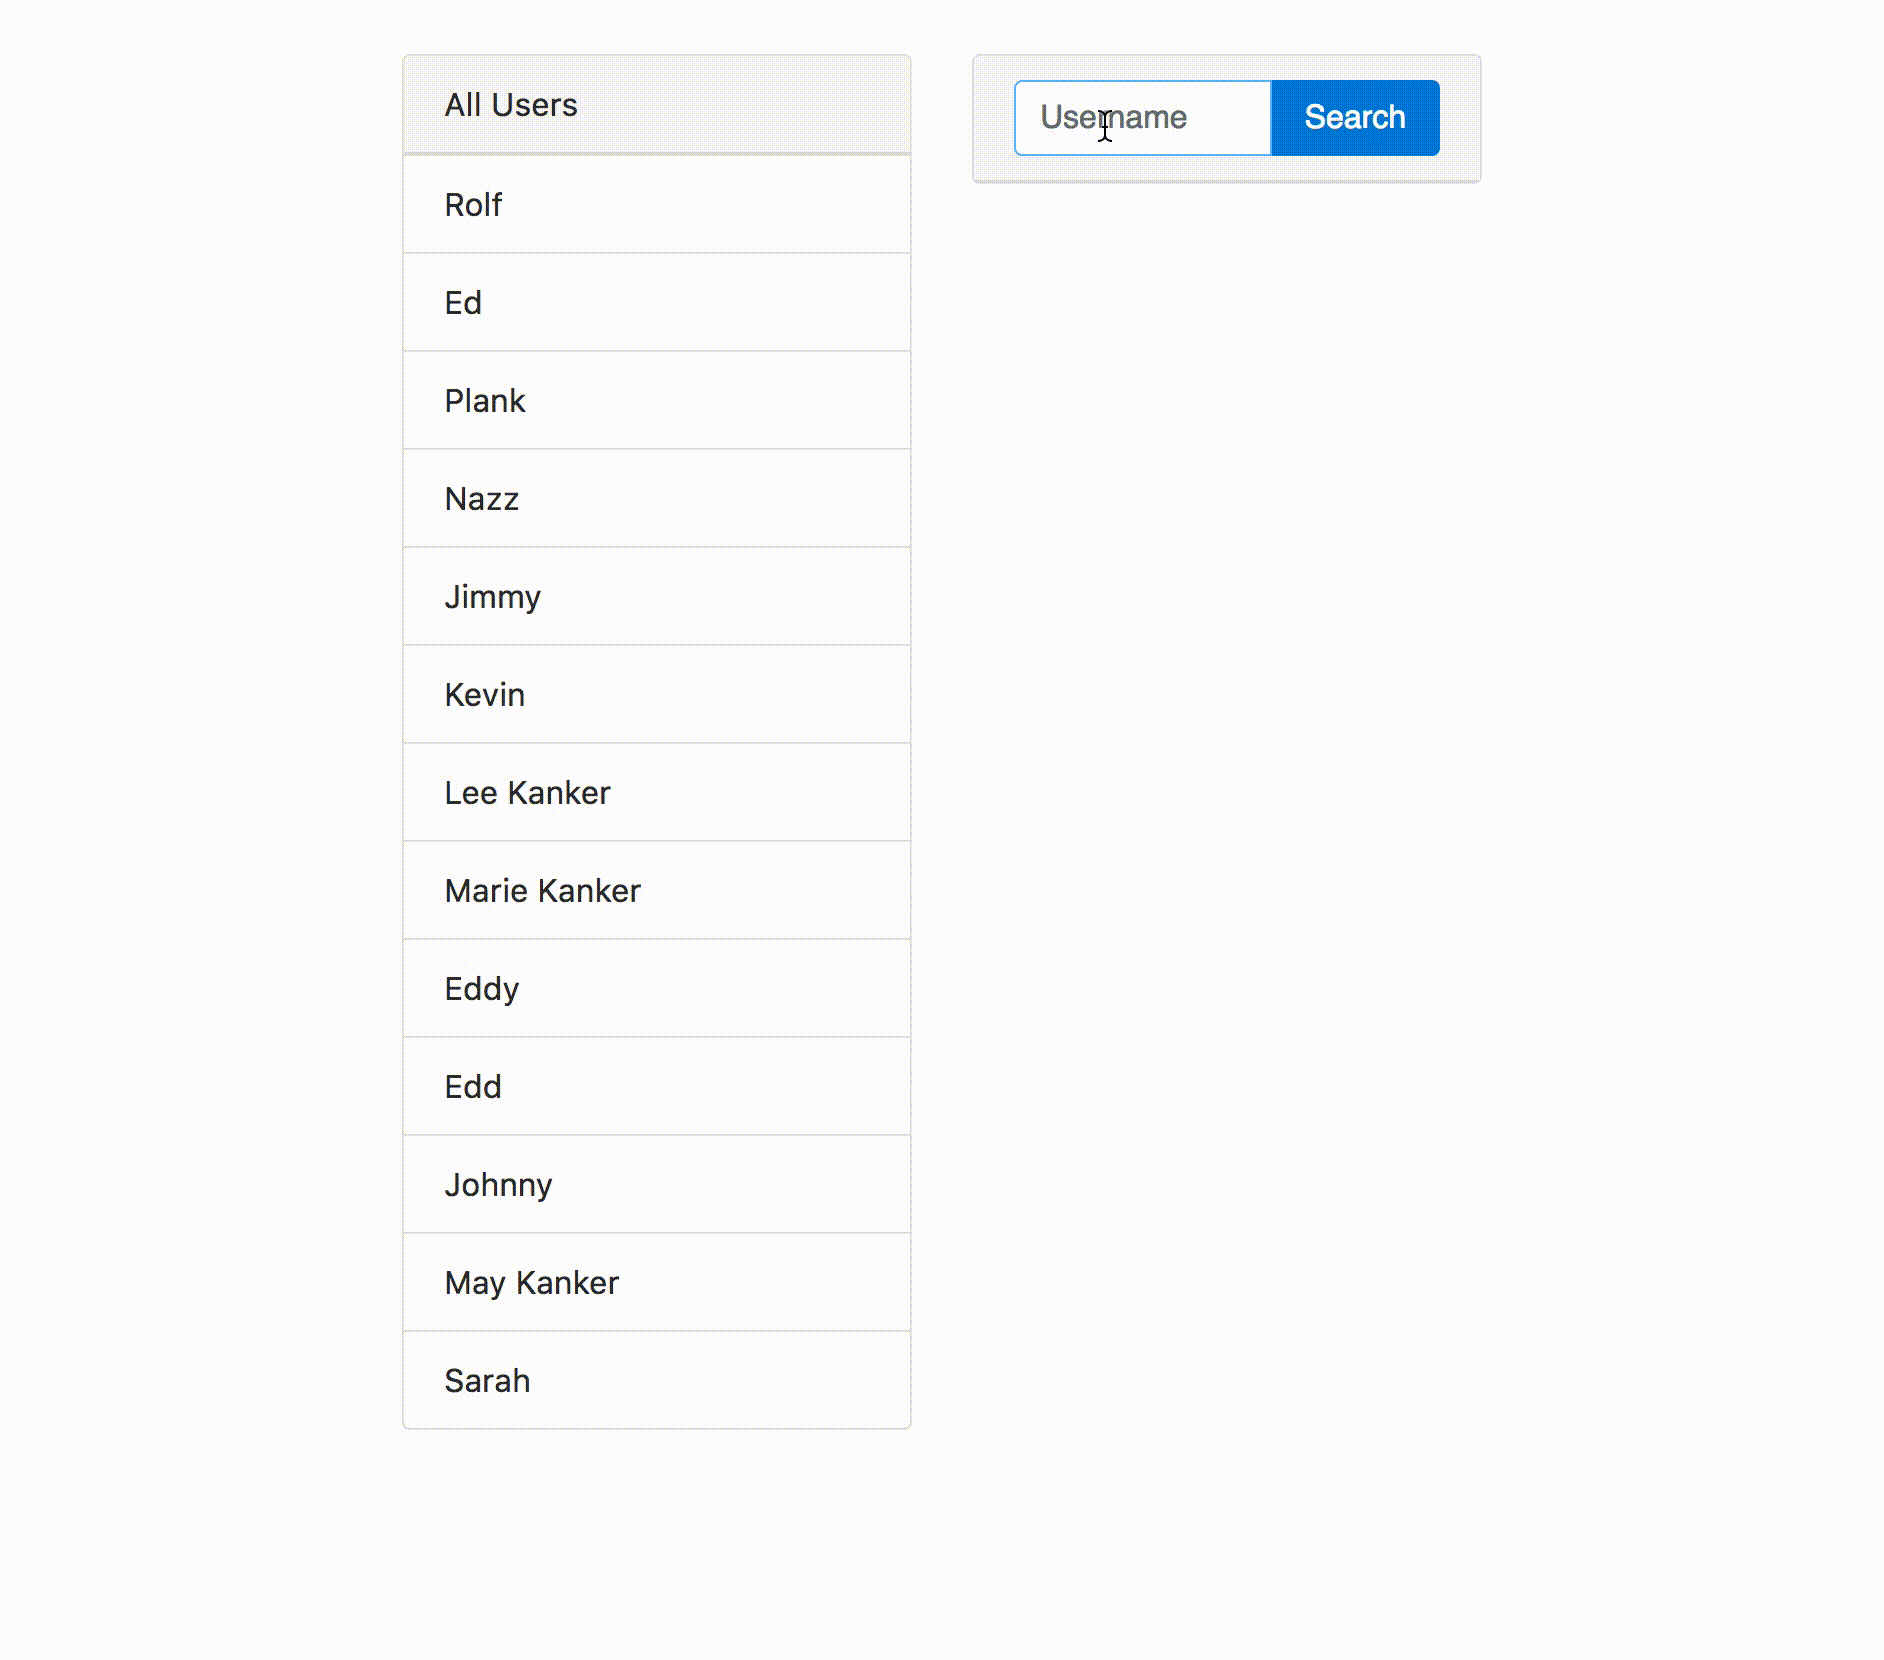 All Users
Rolf
Ed
Plank
Nazz
Jimmy
Kevin
Lee Kanker
Marie Kanker
Eddy
Edd
Johnny
May Kanker
Sarah
Username
Search